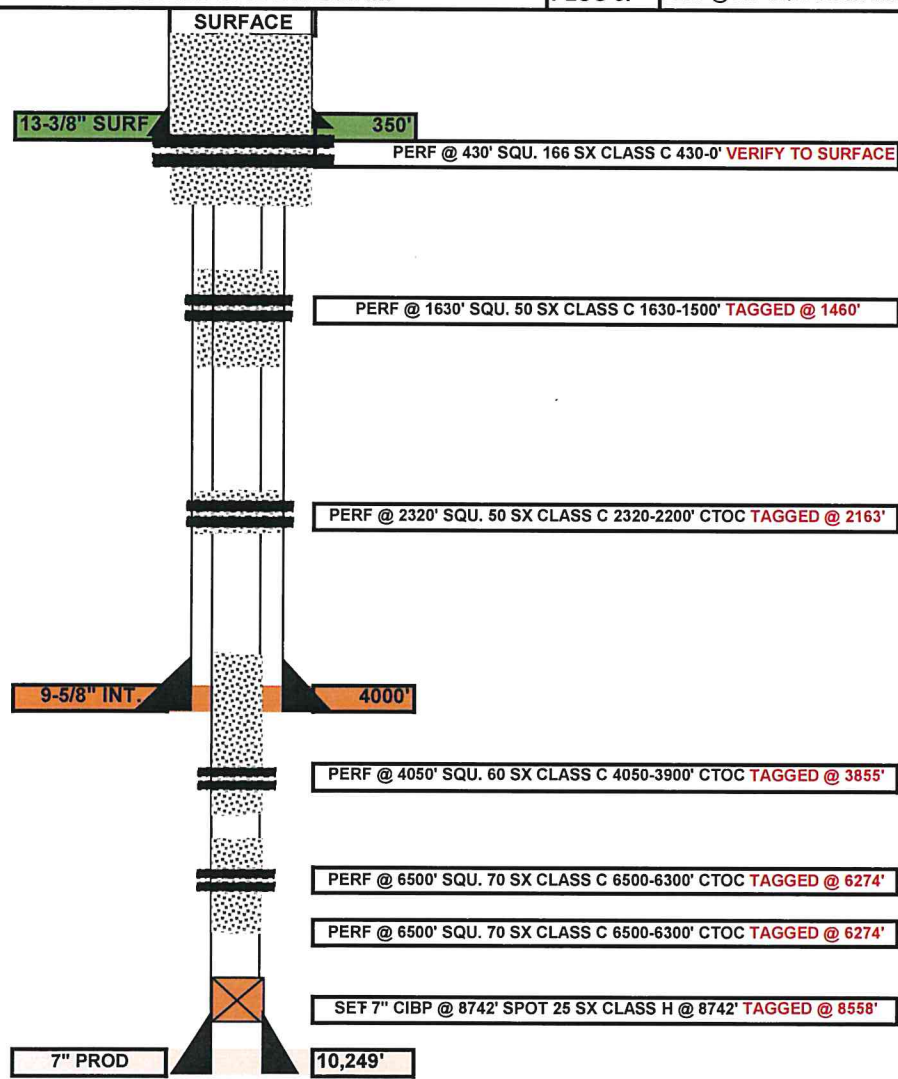 SURFACE
13-3/8" SURF 350'
PERF @ 430' SQU. 166 SX CLASS C 430-0' VERIFY TO SURFACE
PERF @ 1630' SQU. 50 SX CLASS C 1630-1500' TAGGED @ 1460'
PERF @ 2320' SQU. 50 SX CLASS C 2320-2200' CTOC TAGGED @ 2163'
9-5/8" INT. 4000'
PERF @ 4050' SQU. 60 SX CLASS C 4050-3900' CTOC TAGGED @ 3855'
PERF @ 6500' SQU. 70 SX CLASS C 6500-6300' CTOC TAGGED @ 6274'
PERF @ 6500' SQU. 70 SX CLASS C 6500-6300' CTOC TAGGED @ 6274'
SET 7" CIBP @ 8742' SPOT 25 SX CLASS H @ 8742' TAGGED @ 8558'
7" PROD 10,249'